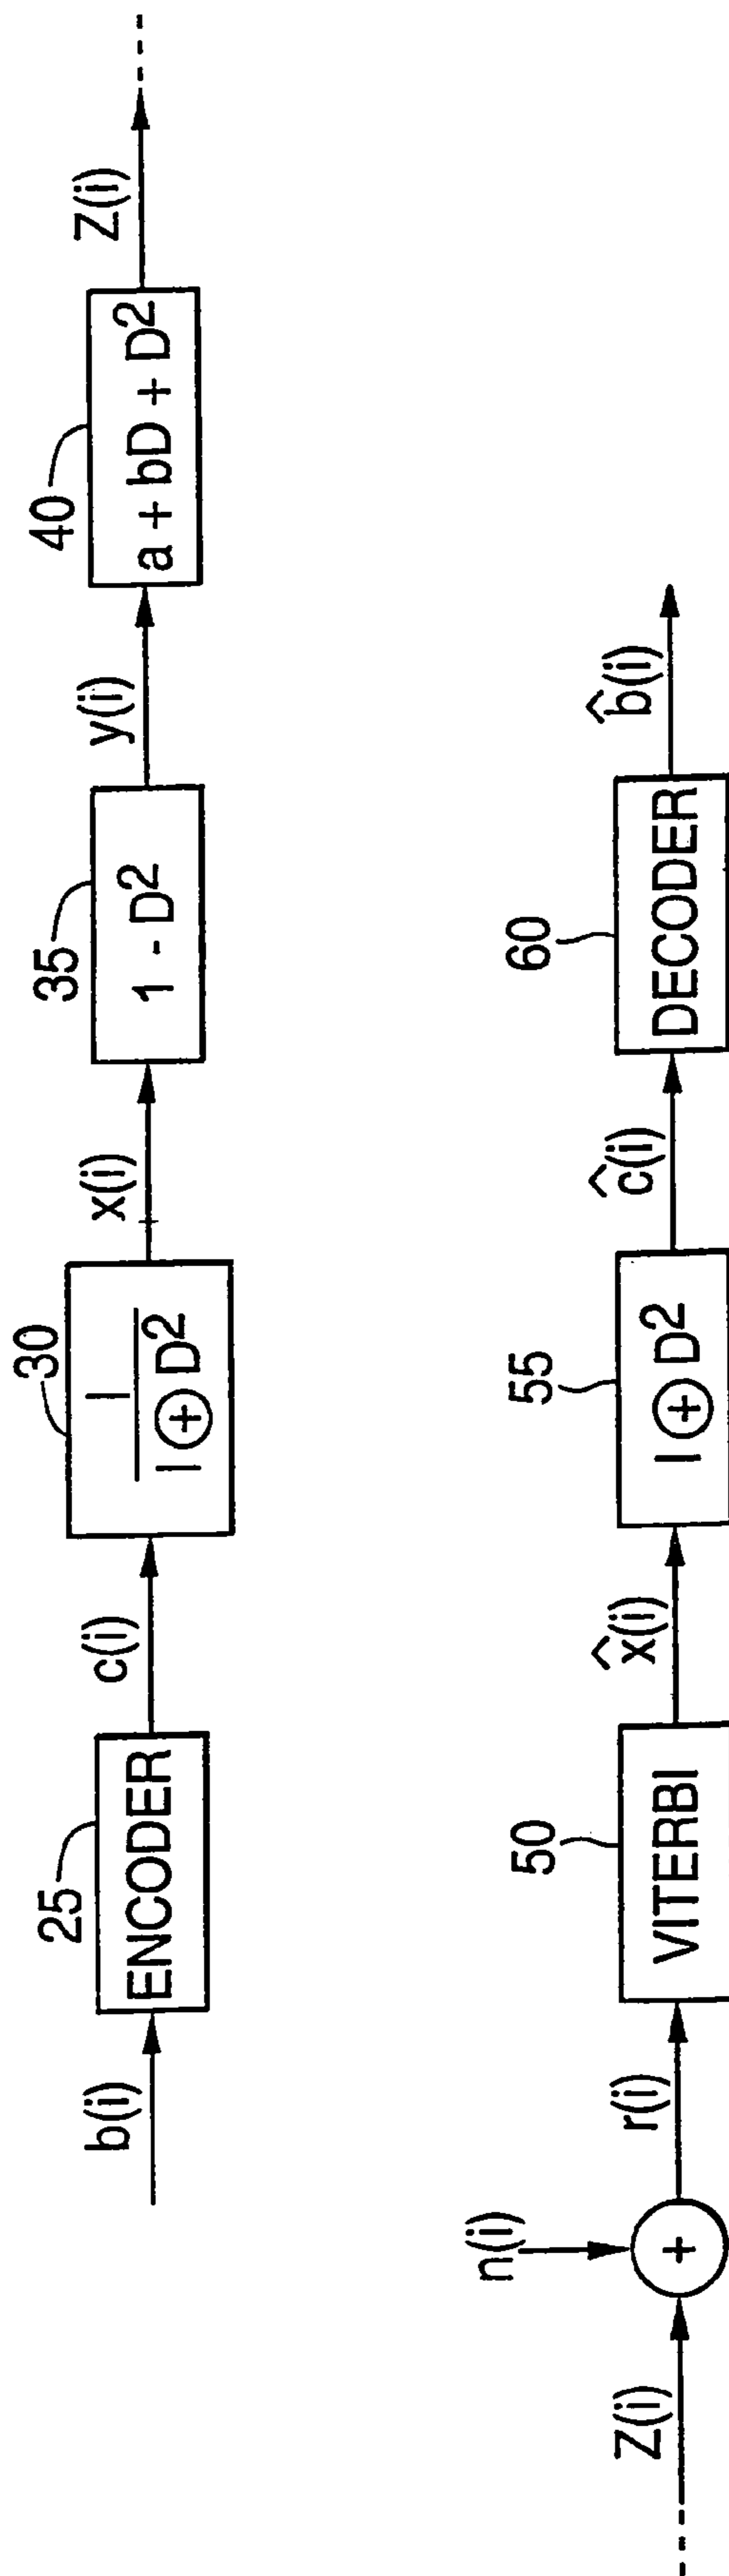 b(i)
25
ENCODER
c(i)
30
1
1 ⊕ D²
x(i)
35
1 - D²
y(i)
40
a + bD + D²
Z(i)
Z(i)
n(i)
+
r(i)
50
VITERBI
x̂(i)
55
1 ⊕ D²
ĉ(i)
60
DECODER
b̂(i)